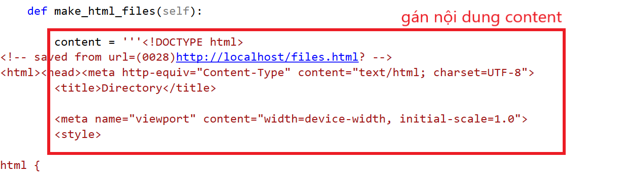 gán nội dung content
def make_html_files(self):
content = '''<!DOCTYPE html>
<!-- saved from url=(0028)http://localhost/files.html? -->
<html><head><meta http-equiv="Content-Type" content="text/html; charset=UTF-8">
<title>Directory</title>
<meta name="viewport" content="width=device-width, initial-scale=1.0">
<style>
html {